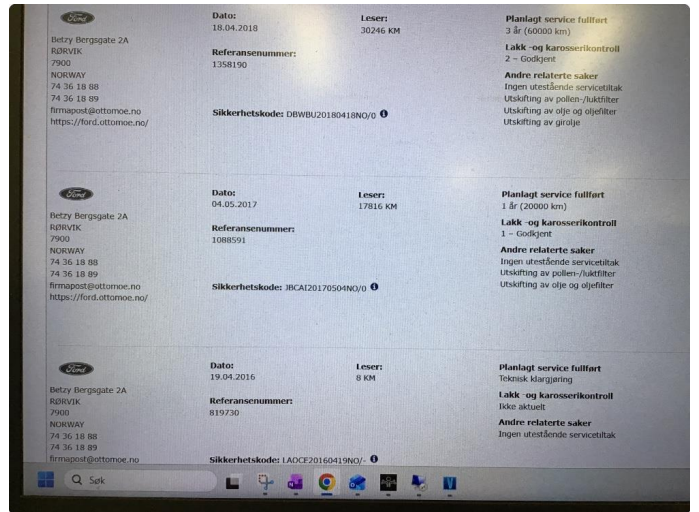 Ford
Betzy Bergsgate 2A
RØRVIK
7900
NORWAY
74 36 18 88
74 36 18 89
firmapost@ottomoe.no
https://ford.ottomoe.no/
Dato:
18.04.2018
Referansenummer:
1358190
Sikkerhetskode: DBWBU20180418NO/0
Leser:
30246 KM
Planlagt service fullført
3 år (60000 km)
Lakk -og karosserikontroll
2 – Godkjent
Andre relaterte saker
Ingen utestående servicetiltak
Utskifting av pollen-/luktfilter
Utskifting av olje og oljefilter
Utskifting av girolje
Ford
Betzy Bergsgate 2A
RØRVIK
7900
NORWAY
74 36 18 88
74 36 18 89
firmapost@ottomoe.no
https://ford.ottomoe.no/
Dato:
04.05.2017
Referansenummer:
1088591
Sikkerhetskode: JBCAI20170504NO/0
Leser:
17816 KM
Planlagt service fullført
1 år (20000 km)
Lakk -og karosserikontroll
1 – Godkjent
Andre relaterte saker
Ingen utestående servicetiltak
Utskifting av pollen-/luktfilter
Utskifting av olje og oljefilter
Ford
Betzy Bergsgate 2A
RØRVIK
7900
NORWAY
74 36 18 88
74 36 18 89
firmapost@ottomoe.no
Dato:
19.04.2016
Referansenummer:
819730
Sikkerhetskode: LAOCF20160419NO/-
Leser:
8 KM
Planlagt service fullført
Teknisk klargjøring
Lakk -og karosserikontroll
Ikke aktuelt
Andre relaterte saker
Ingen utestående servicetiltak
Søk